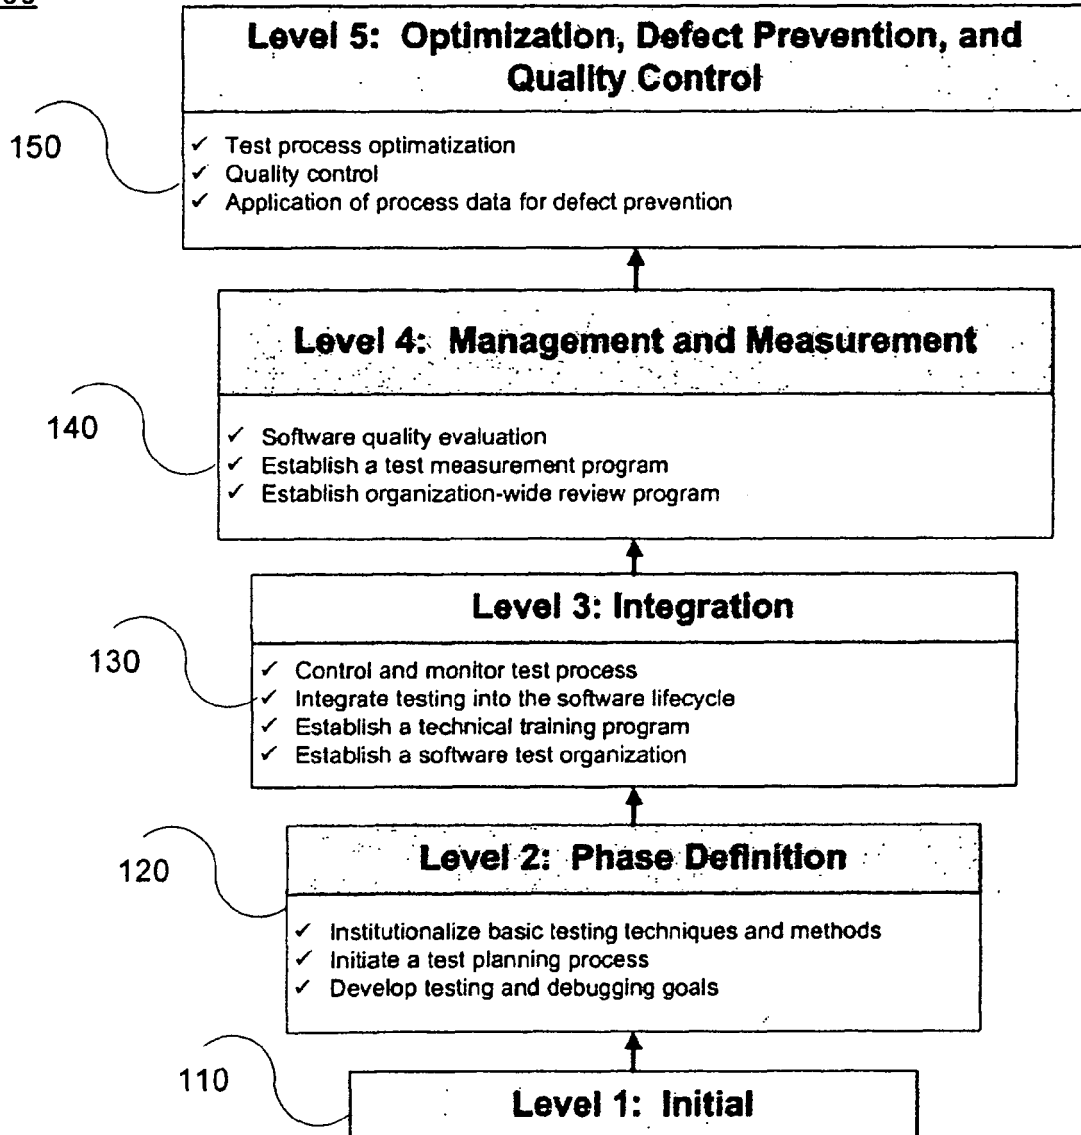 Level 5: Optimization, Defect Prevention, and
Quality Control
150
✓ Test process optimatization
✓ Quality control
✓ Application of process data for defect prevention
Level 4: Management and Measurement
140
✓ Software quality evaluation
✓ Establish a test measurement program
✓ Establish organization-wide review program
Level 3: Integration
130
✓ Control and monitor test process
✓ Integrate testing into the software lifecycle
✓ Establish a technical training program
✓ Establish a software test organization
Level 2: Phase Definition
120
✓ Institutionalize basic testing techniques and methods
✓ Initiate a test planning process
✓ Develop testing and debugging goals
110
Level 1: Initial